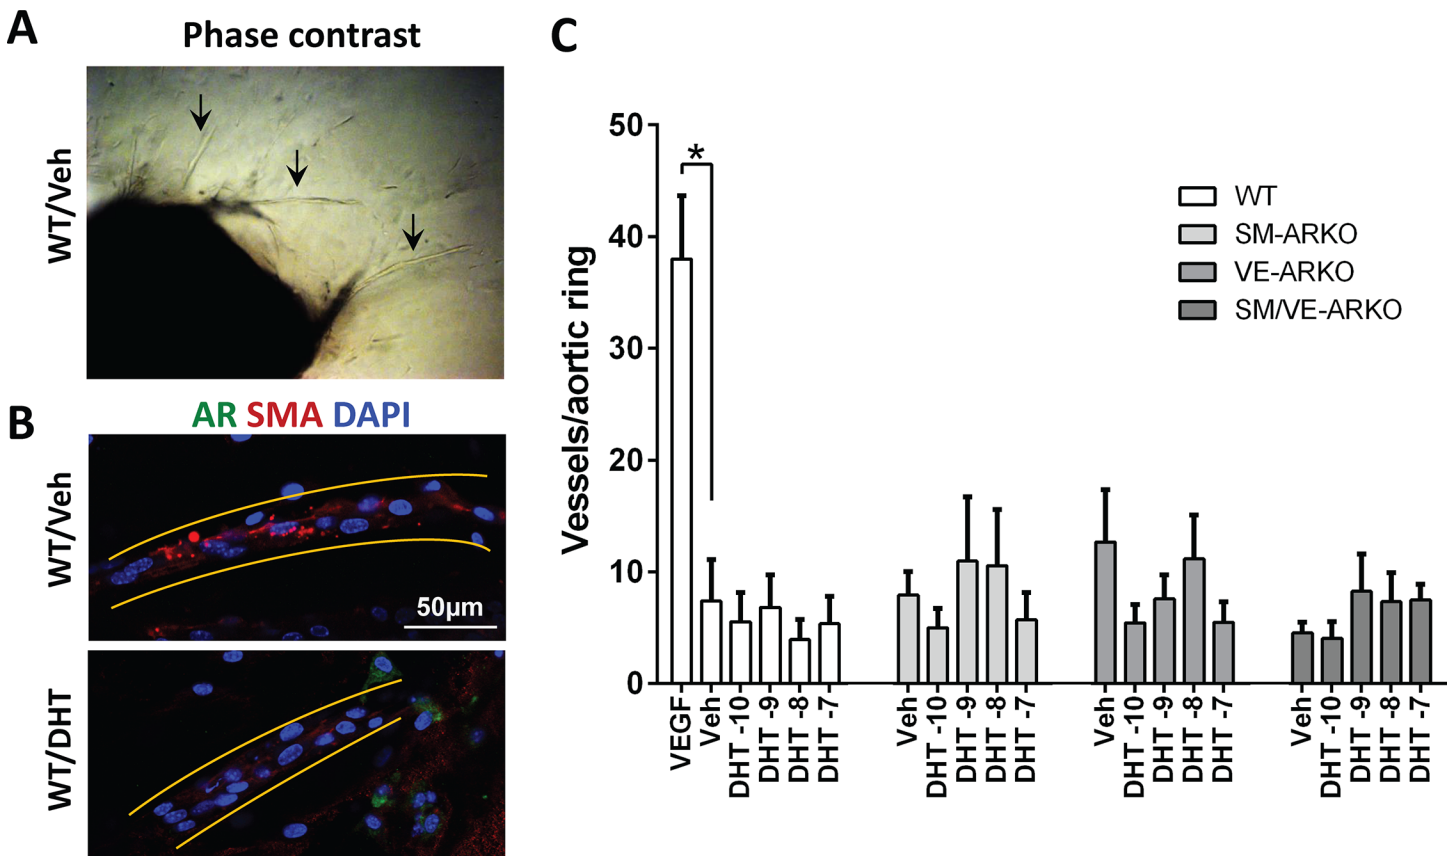 A
Phase contrast
WT/Veh
B
AR SMA DAPI
WT/Veh
50µm
WT/DHT
C
Vessels/aortic ring
50
40
30
20
10
0
*
WT
SM-ARKO
VE-ARKO
SM/VE-ARKO
VEGF
Veh
DHT -10
DHT -9
DHT -8
DHT -7
Veh
DHT -10
DHT -9
DHT -8
DHT -7
Veh
DHT -10
DHT -9
DHT -8
DHT -7
Veh
DHT -10
DHT -9
DHT -8
DHT -7